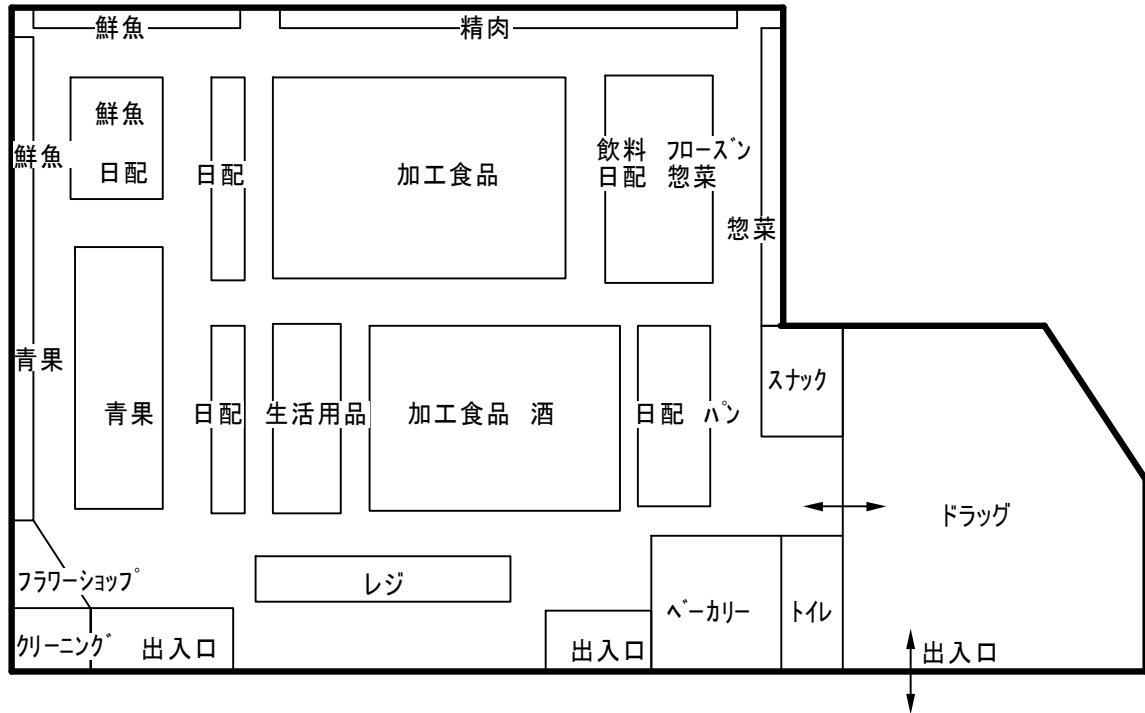 鮮魚
精肉
鮮魚
日配
鮮魚
日配
加工食品
飲料 フローズン
日配 惣菜
惣菜
青果
青果
日配
生活用品
加工食品 酒
日配 パン
スナック
ドラッグ
フラワーショップ
レジ
ベーカリー
トイレ
クリーニング
出入口
出入口
出入口